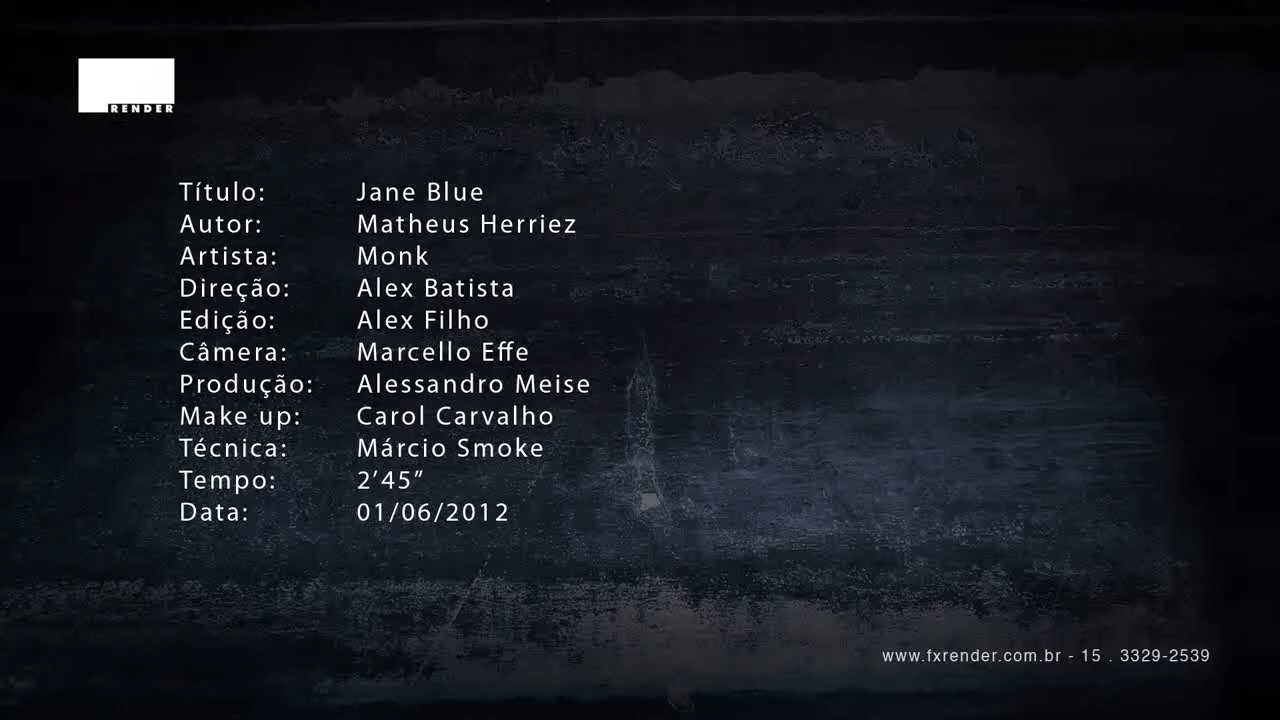 RENDER
Título: Jane Blue
Autor: Matheus Herriez
Artista: Monk
Direção: Alex Batista
Edição: Alex Filho
Câmera: Marcello Effe
Produção: Alessandro Meise
Make up: Carol Carvalho
Técnica: Márcio Smoke
Tempo: 2’45”
Data: 01/06/2012
www.fxrender.com.br - 15 . 3329-2539